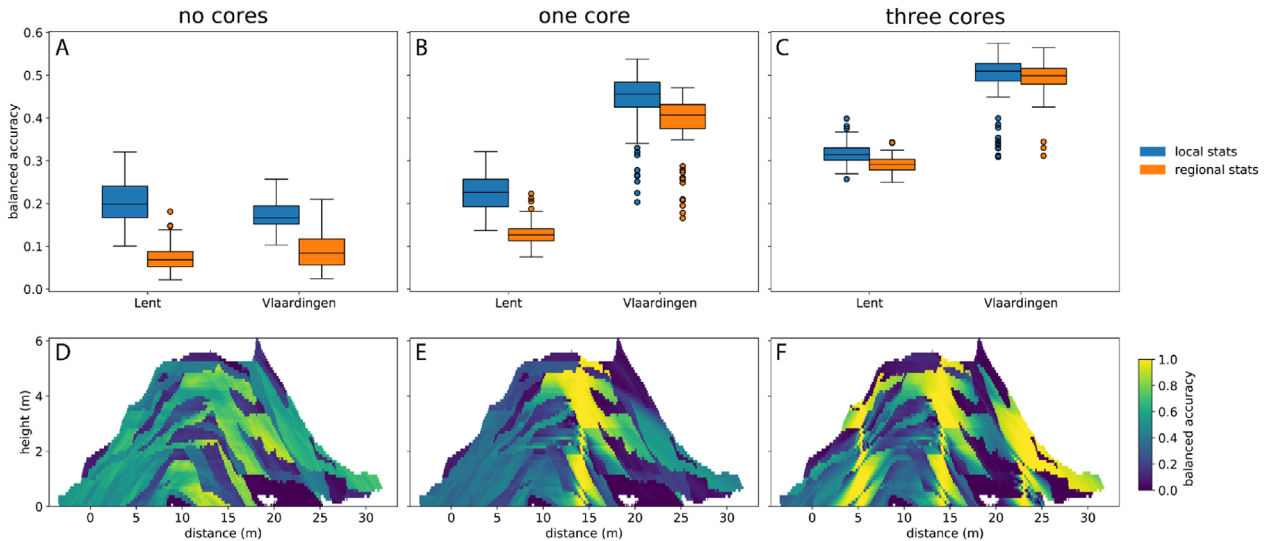 no cores
one core
three cores
A
B
C
0.6
0.5
0.4
0.3
0.2
0.1
0.0
balanced accuracy
Lent
Vlaardingen
Lent
Vlaardingen
Lent
Vlaardingen
local stats
regional stats
D
E
F
6
4
2
0
height (m)
0 5 10 15 20 25 30
distance (m)
0 5 10 15 20 25 30
distance (m)
0 5 10 15 20 25 30
distance (m)
1.0
0.8
0.6
0.4
0.2
0.0
balanced accuracy